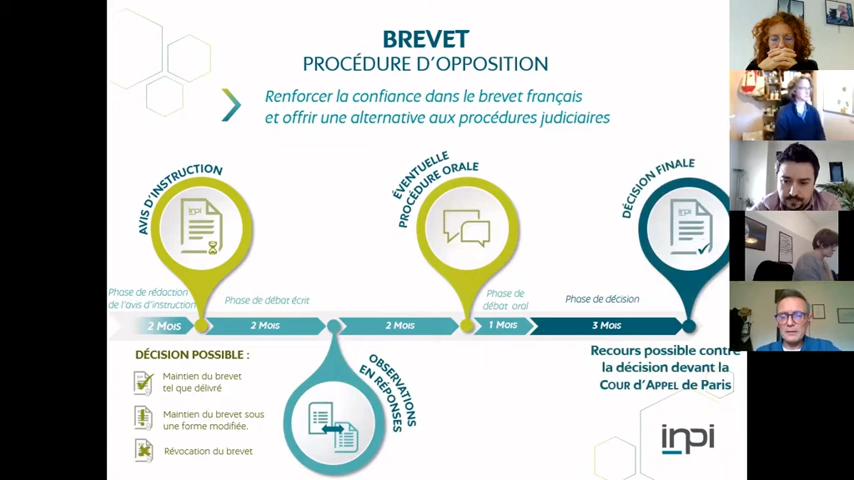 BREVET
PROCÉDURE D'OPPOSITION
Renforcer la confiance dans le brevet français
et offrir une alternative aux procédures judiciaires
AVIS D'INSTRUCTION
inpi
ÉVENTUELLE
PROCÉDURE ORALE
DÉCISION FINALE
inpi
Phase de rédaction
de l'avis d'instruction
Phase de débat écrit
Phase de
débat oral
Phase de décision
2 Mois
2 Mois
2 Mois
1 Mois
3 Mois
DÉCISION POSSIBLE :
Maintien du brevet
tel que délivré
Maintien du brevet sous
une forme modifiée.
Révocation du brevet
OBSERVATIONS
EN RÉPONSES
Recours possible contre
la décision devant la
COUR D'APPEL de Paris
inpi